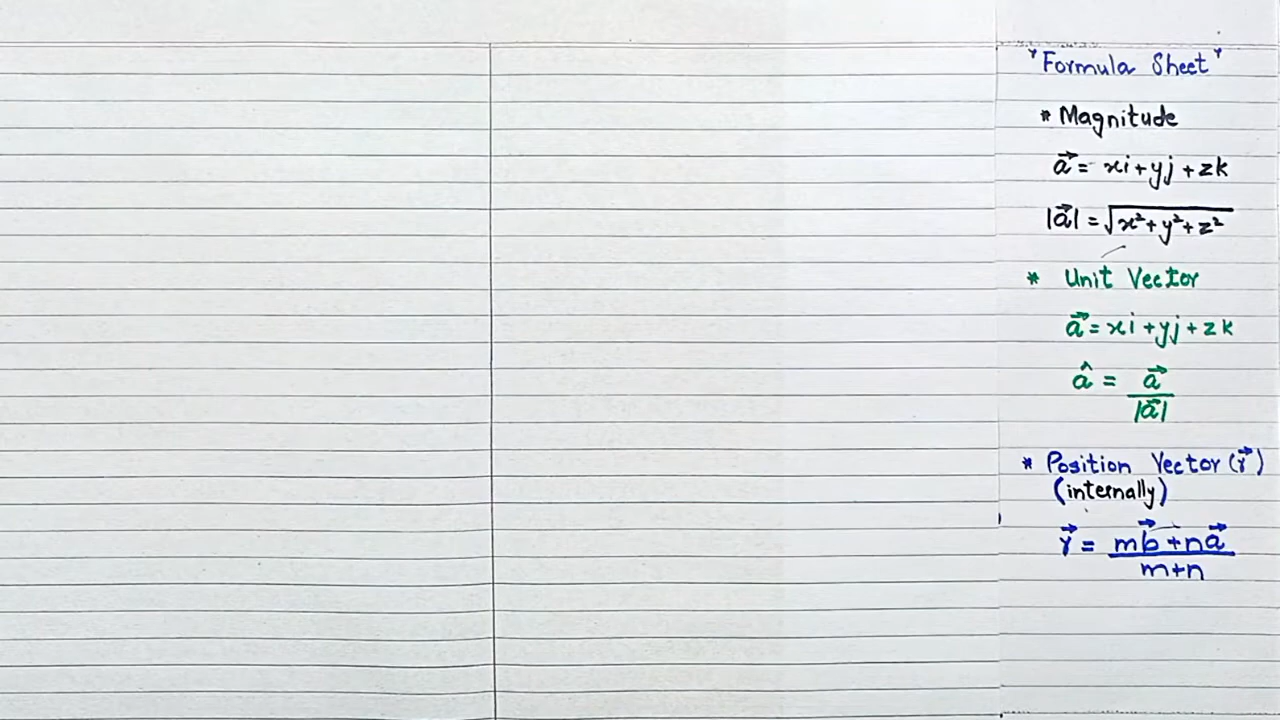 "Formula Sheet"
* Magnitude
a⃗ = xi + yj + zk
|a⃗| = √x² + y² + z²
* Unit Vector
a⃗ = xi + yj + zk
â = a⃗
|a⃗|
* Position Vector (r⃗)
(internally)
r⃗ = mb⃗ + na⃗
m+n